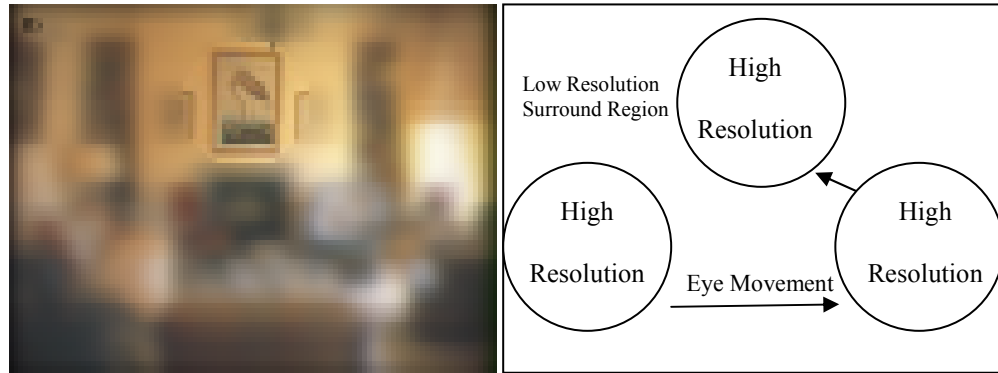 High
Resolution
Low Resolution
Surround Region
High
Resolution
High
Resolution
Eye Movement